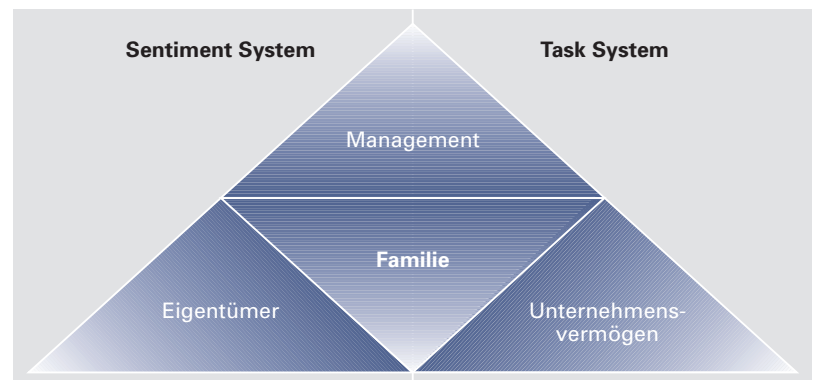 Sentiment System
Task System
Management
Familie
Eigentümer
Unternehmens-
vermögen